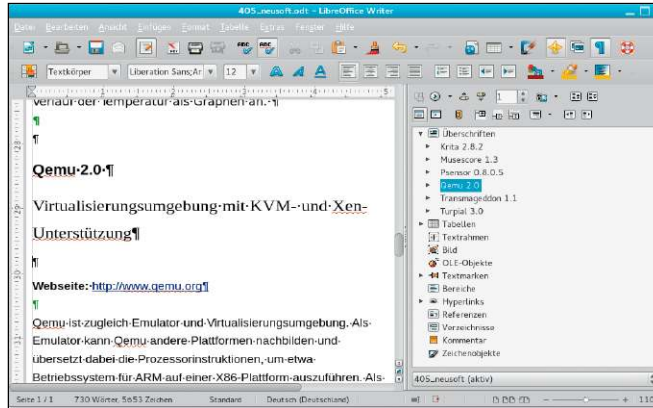 405_neusoft.odt - LibreOffice Writer
Datei Bearbeiten Ansicht Einfügen Format Tabelle Extras Fenster Hilfe
Textkörper Liberation Sans;Ar 12
Verlauf·der·Temperatur·als·Graphen·an.·¶
¶
¶
Qemu·2.0·¶
Virtualisierungsumgebung·mit·KVM-·und·Xen-
Unterstützung¶
¶
Webseite:·http://www.qemu.org¶
¶
Qemu·ist·zugleich·Emulator·und·Virtualisierungsumgebung.·Als·
Emulator·kann·Qemu·andere·Plattformen·nachbilden·und·
übersetzt·dabei·die·Prozessorinstruktionen,·um·etwa·
Betriebssystem·für·ARM·auf·einer·X86-Plattform·auszuführen.·Als·
1
Überschriften
Krita 2.8.2
Musescore 1.3
Psensor 0.8.0.5
Qemu 2.0
Transmageddon 1.1
Turpial 3.0
Tabellen
Textrahmen
Bild
OLE-Objekte
Textmarken
Bereiche
Hyperlinks
Referenzen
Verzeichnisse
Kommentar
Zeichenobjekte
405_neusoft (aktiv)
Seite 1 / 1 730 Wörter, 5653 Zeichen Standard Deutsch (Deutschland) 110